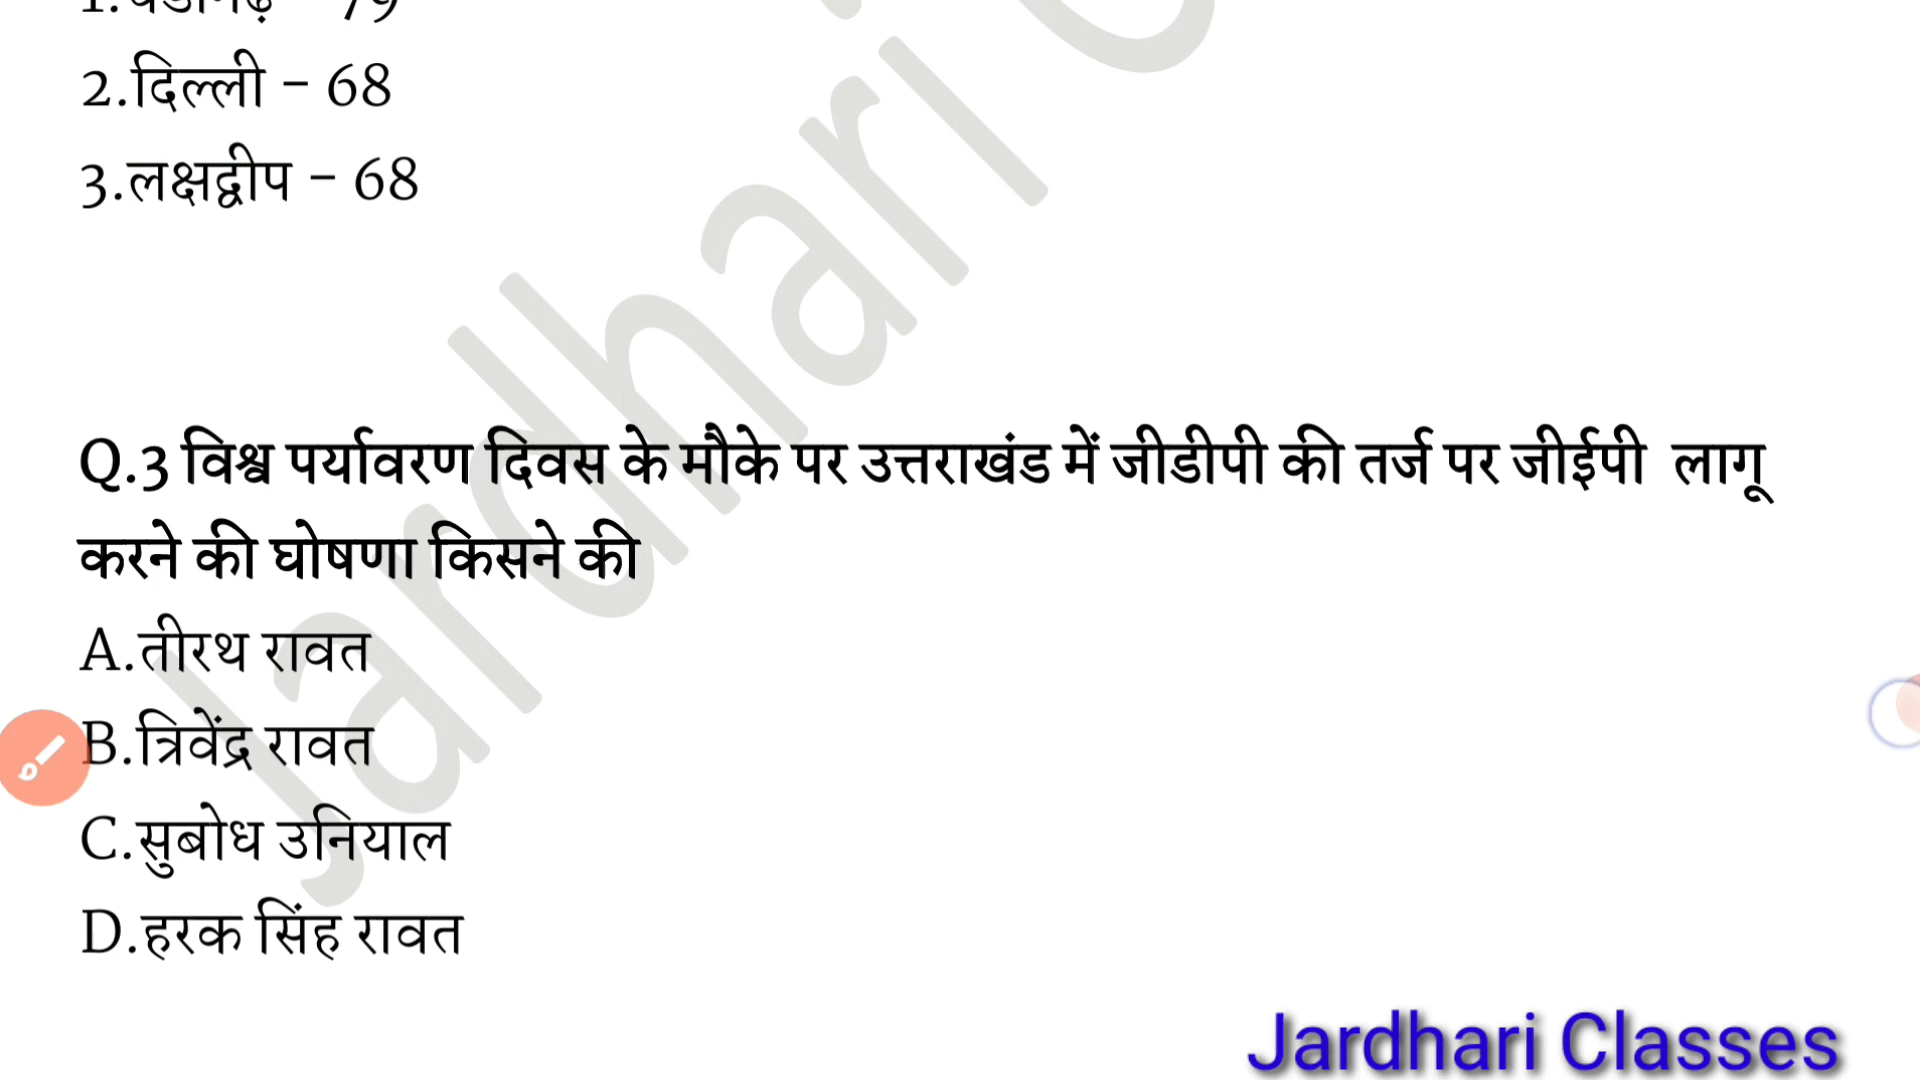 2.दिल्ली - 68
3.लक्षद्वीप - 68
Q.3 विश्व पर्यावरण दिवस के मौके पर उत्तराखंड में जीडीपी की तर्ज पर जीईपी लागू
करने की घोषणा किसने की
A.तीरथ रावत
B.त्रिवेंद्र रावत
C.सुबोध उनियाल
D.हरक सिंह रावत
Jardhari
Jardhari Classes